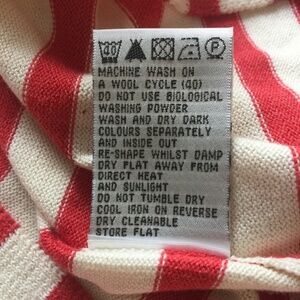 40 P
MACHINE WASH ON
A WOOL CYCLE (40)
DO NOT USE BIOLOGICAL
WASHING POWDER
WASH AND DRY DARK
COLOURS SEPARATELY
AND INSIDE OUT
RE-SHAPE WHILST DAMP
DRY FLAT AWAY FROM
DIRECT HEAT
AND SUNLIGHT
DO NOT TUMBLE DRY
COOL IRON ON REVERSE
DRY CLEANABLE
STORE FLAT